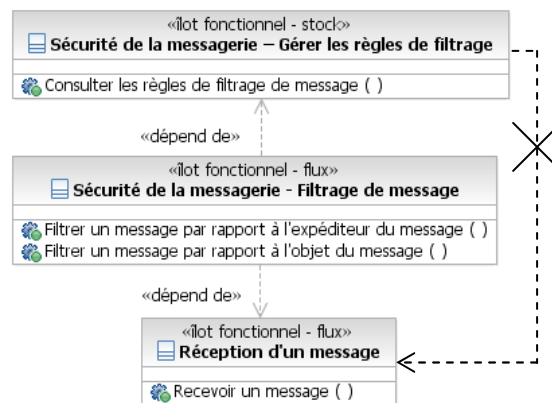 «îlot fonctionnel - stock»
Sécurité de la messagerie – Gérer les règles de filtrage
Consulter les règles de filtrage de message ( )
«dépend de»
«îlot fonctionnel - flux»
Sécurité de la messagerie - Filtrage de message
Filtrer un message par rapport à l'expéditeur du message ( )
Filtrer un message par rapport à l'objet du message ( )
«dépend de»
«îlot fonctionnel - flux»
Réception d'un message
Recevoir un message ( )